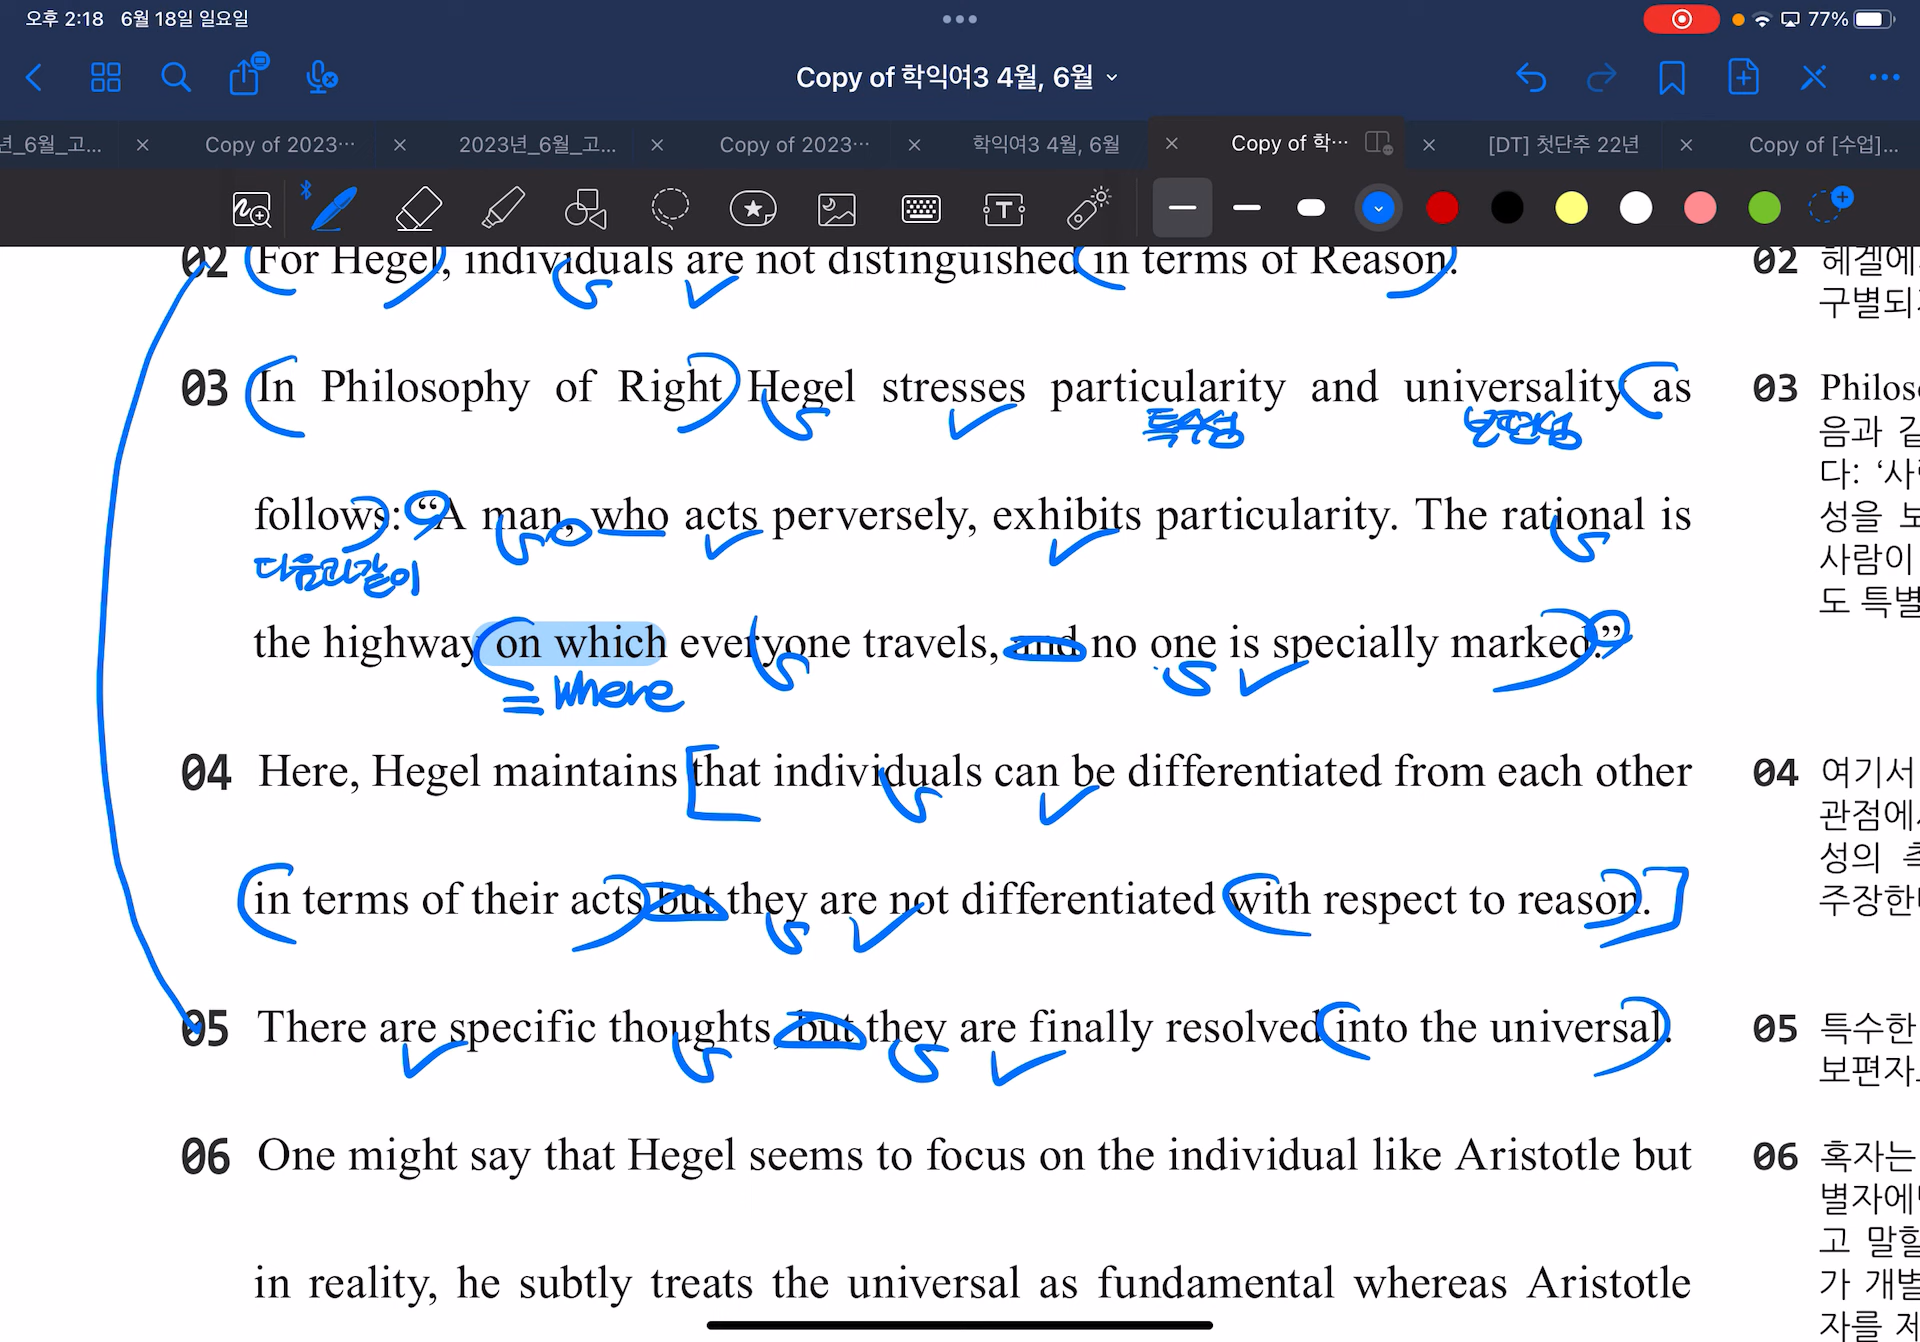 오후 2:18 6월 18일 일요일
77%
Copy of 학익여3 4월, 6월
년_6월_고... Copy of 2023··· 2023년_6월_고... Copy of 2023··· 학익여3 4월, 6월 Copy of 학··· [DT] 첫단추 22년 Copy of [수업]...
02 For Hegel, individuals are not distinguished in terms of Reason. 02 헤겔에
구별되
03 In Philosophy of Right Hegel stresses particularity and universality as 03 Philos
특수성 보편성
음과 같
follows: “A man, who acts perversely, exhibits particularity. The rational is
다음과같이
다: ‘사
성을 보
사람이
도 특별
the highway on which everyone travels, and no one is specially marked.”
= where
04 Here, Hegel maintains that individuals can be differentiated from each other 04 여기서
관점에
성의
in terms of their acts but they are not differentiated with respect to reason.
주장한
05 There are specific thoughts, but they are finally resolved into the universal. 05 특수한
보편자
06 One might say that Hegel seems to focus on the individual like Aristotle but 06 혹자는
별자에
고 말할
in reality, he subtly treats the universal as fundamental whereas Aristotle
가 개별
자를